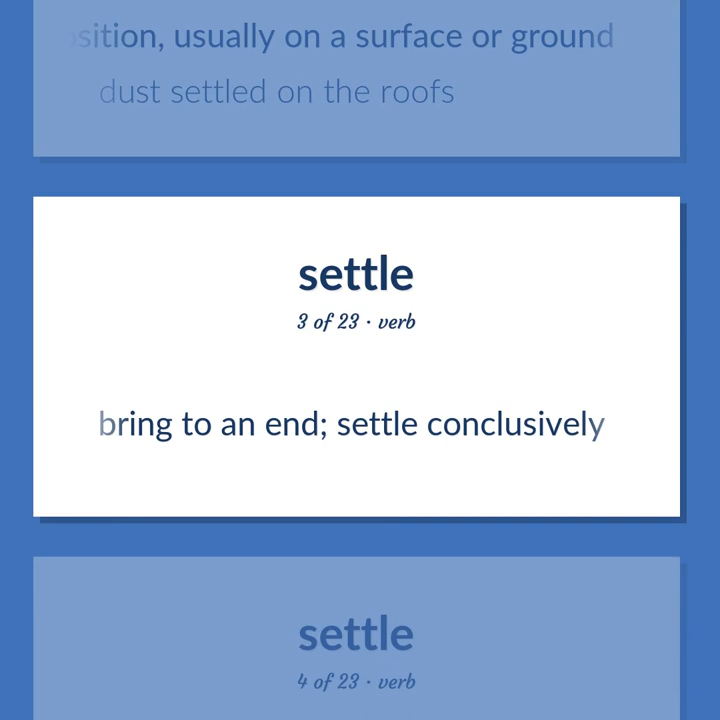 sition, usually on a surface or ground
dust settled on the roofs
settle
3 of 23 · verb
bring to an end; settle conclusively
settle
4 of 23 · verb